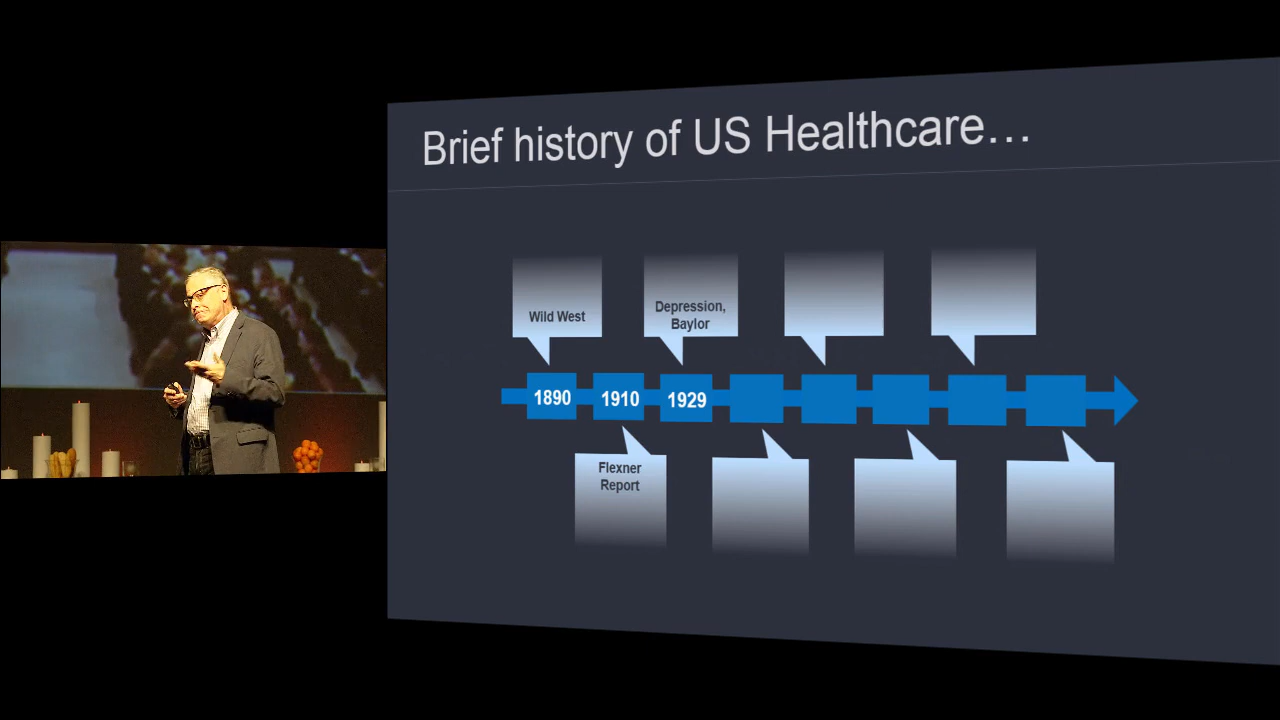 Brief history of US Healthcare…
Wild West
Depression,
Baylor
1890
1910
1929
Flexner
Report